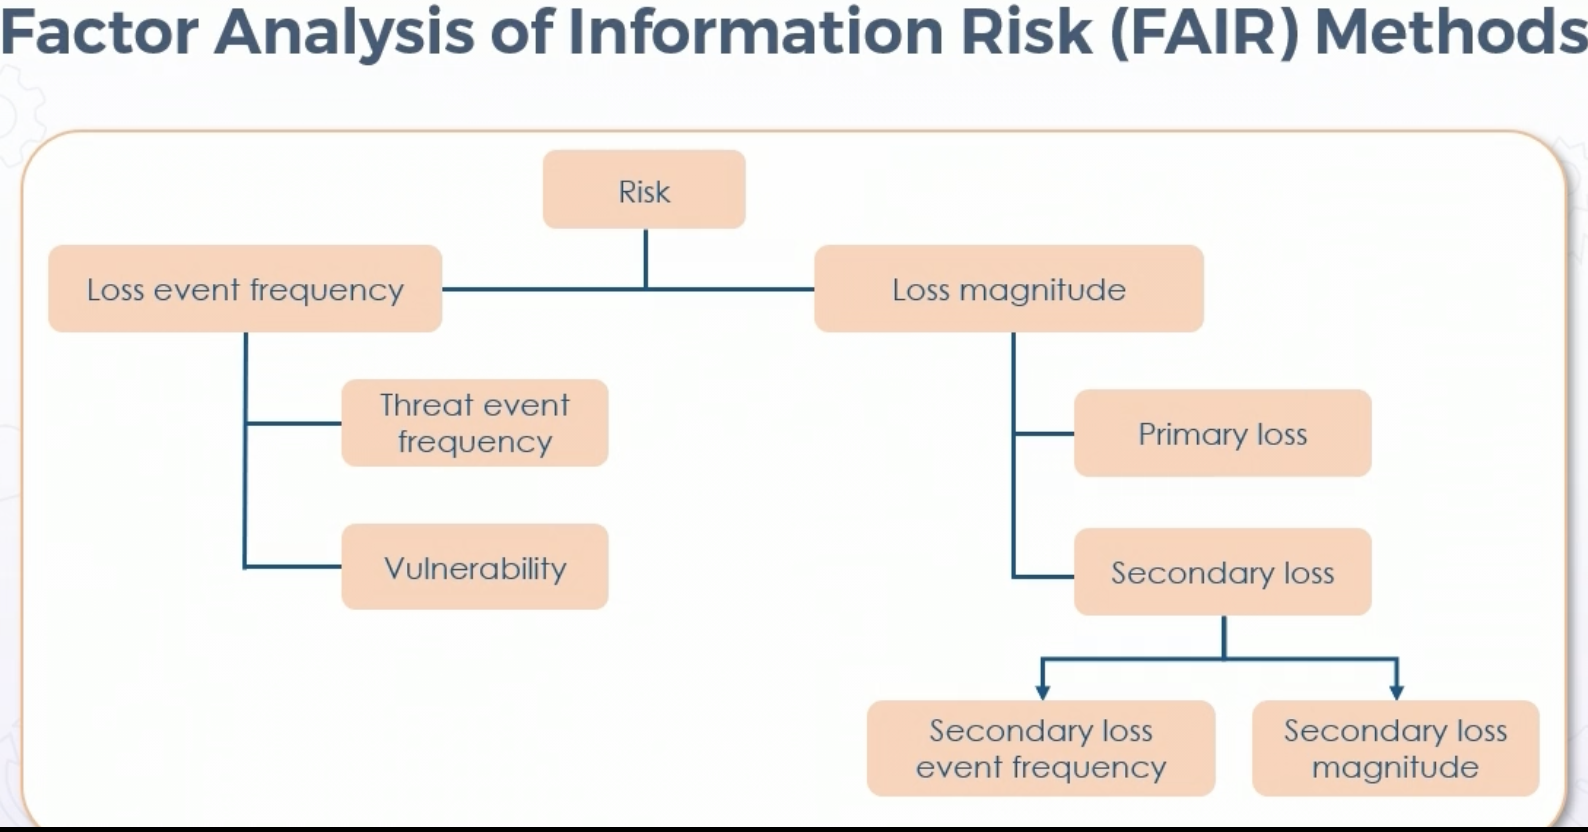 Factor Analysis of Information Risk (FAIR) Methods
Risk
Loss event frequency
Loss magnitude
Threat event
frequency
Primary loss
Vulnerability
Secondary loss
Secondary loss
event frequency
Secondary loss
magnitude